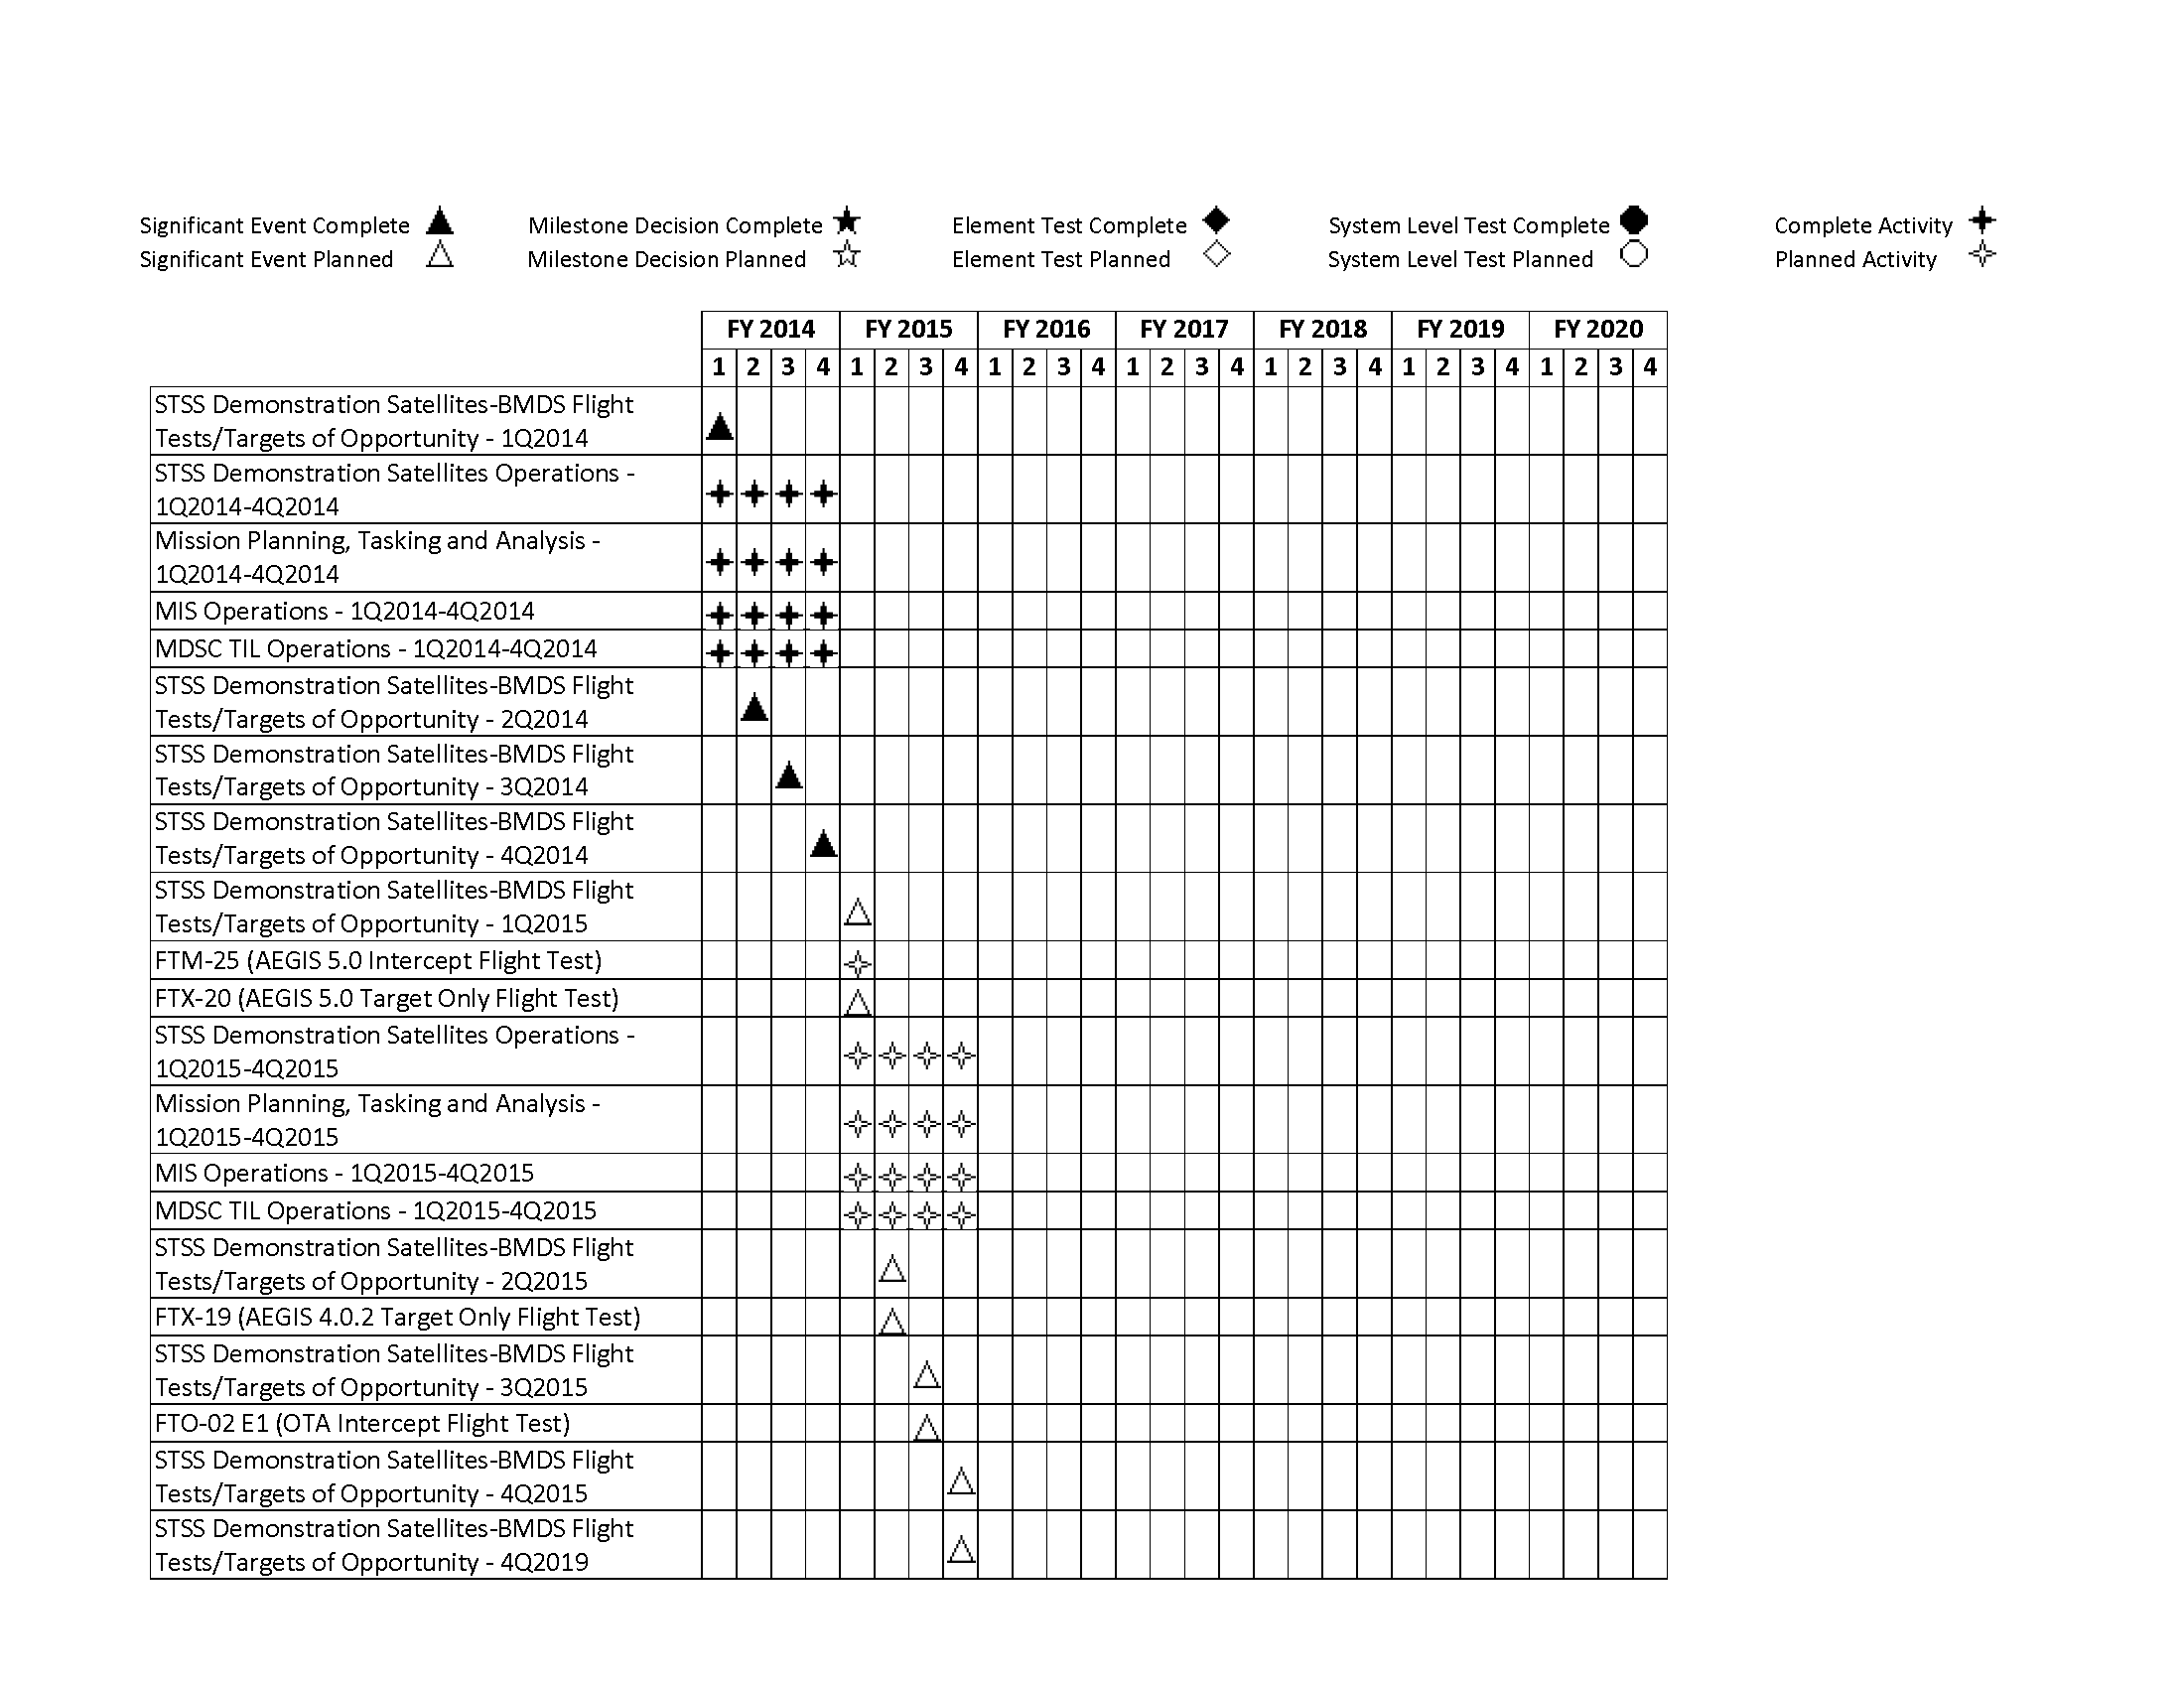 Significant Event Complete Milestone Decision Complete Element Test Complete System Level Test Complete Complete Activity
Significant Event Planned Milestone Decision Planned Element Test Planned System Level Test Planned Planned Activity
FY 2014 FY 2015 FY 2016 FY 2017 FY 2018 FY 2019 FY 2020
1 2 3 4 1 2 3 4 1 2 3 4 1 2 3 4 1 2 3 4 1 2 3 4 1 2 3 4
STSS Demonstration Satellites-BMDS Flight
Tests/Targets of Opportunity - 1Q2014
STSS Demonstration Satellites Operations -
1Q2014-4Q2014
Mission Planning, Tasking and Analysis -
1Q2014-4Q2014
MIS Operations - 1Q2014-4Q2014
MDSC TIL Operations - 1Q2014-4Q2014
STSS Demonstration Satellites-BMDS Flight
Tests/Targets of Opportunity - 2Q2014
STSS Demonstration Satellites-BMDS Flight
Tests/Targets of Opportunity - 3Q2014
STSS Demonstration Satellites-BMDS Flight
Tests/Targets of Opportunity - 4Q2014
STSS Demonstration Satellites-BMDS Flight
Tests/Targets of Opportunity - 1Q2015
FTM-25 (AEGIS 5.0 Intercept Flight Test)
FTX-20 (AEGIS 5.0 Target Only Flight Test)
STSS Demonstration Satellites Operations -
1Q2015-4Q2015
Mission Planning, Tasking and Analysis -
1Q2015-4Q2015
MIS Operations - 1Q2015-4Q2015
MDSC TIL Operations - 1Q2015-4Q2015
STSS Demonstration Satellites-BMDS Flight
Tests/Targets of Opportunity - 2Q2015
FTX-19 (AEGIS 4.0.2 Target Only Flight Test)
STSS Demonstration Satellites-BMDS Flight
Tests/Targets of Opportunity - 3Q2015
FTO-02 E1 (OTA Intercept Flight Test)
STSS Demonstration Satellites-BMDS Flight
Tests/Targets of Opportunity - 4Q2015
STSS Demonstration Satellites-BMDS Flight
Tests/Targets of Opportunity - 4Q2019